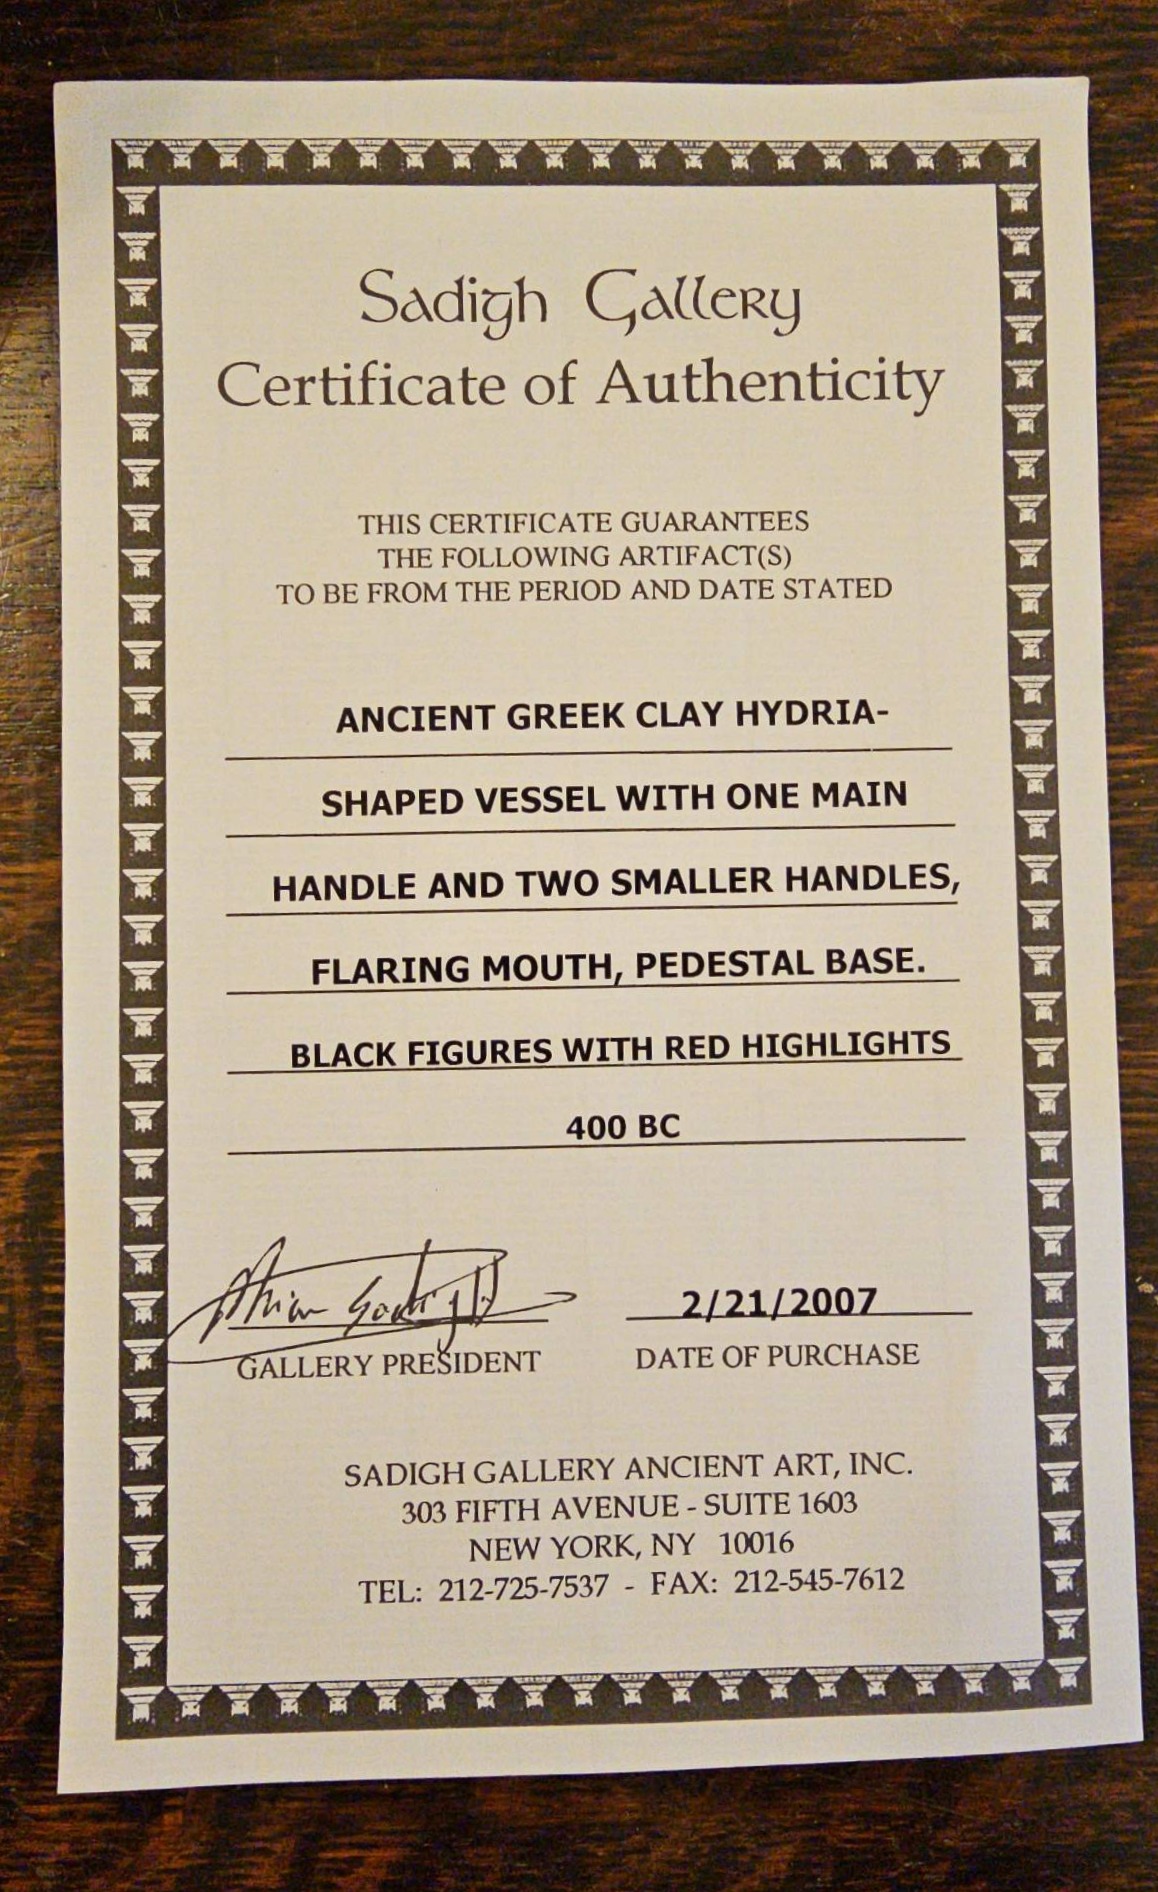 Sadigh Gallery
Certificate of Authenticity
THIS CERTIFICATE GUARANTEES
THE FOLLOWING ARTIFACT(S)
TO BE FROM THE PERIOD AND DATE STATED
ANCIENT GREEK CLAY HYDRIA-
SHAPED VESSEL WITH ONE MAIN
HANDLE AND TWO SMALLER HANDLES,
FLARING MOUTH, PEDESTAL BASE.
BLACK FIGURES WITH RED HIGHLIGHTS
400 BC
2/21/2007
GALLERY PRESIDENT DATE OF PURCHASE
SADIGH GALLERY ANCIENT ART, INC.
303 FIFTH AVENUE - SUITE 1603
NEW YORK, NY 10016
TEL: 212-725-7537 - FAX: 212-545-7612